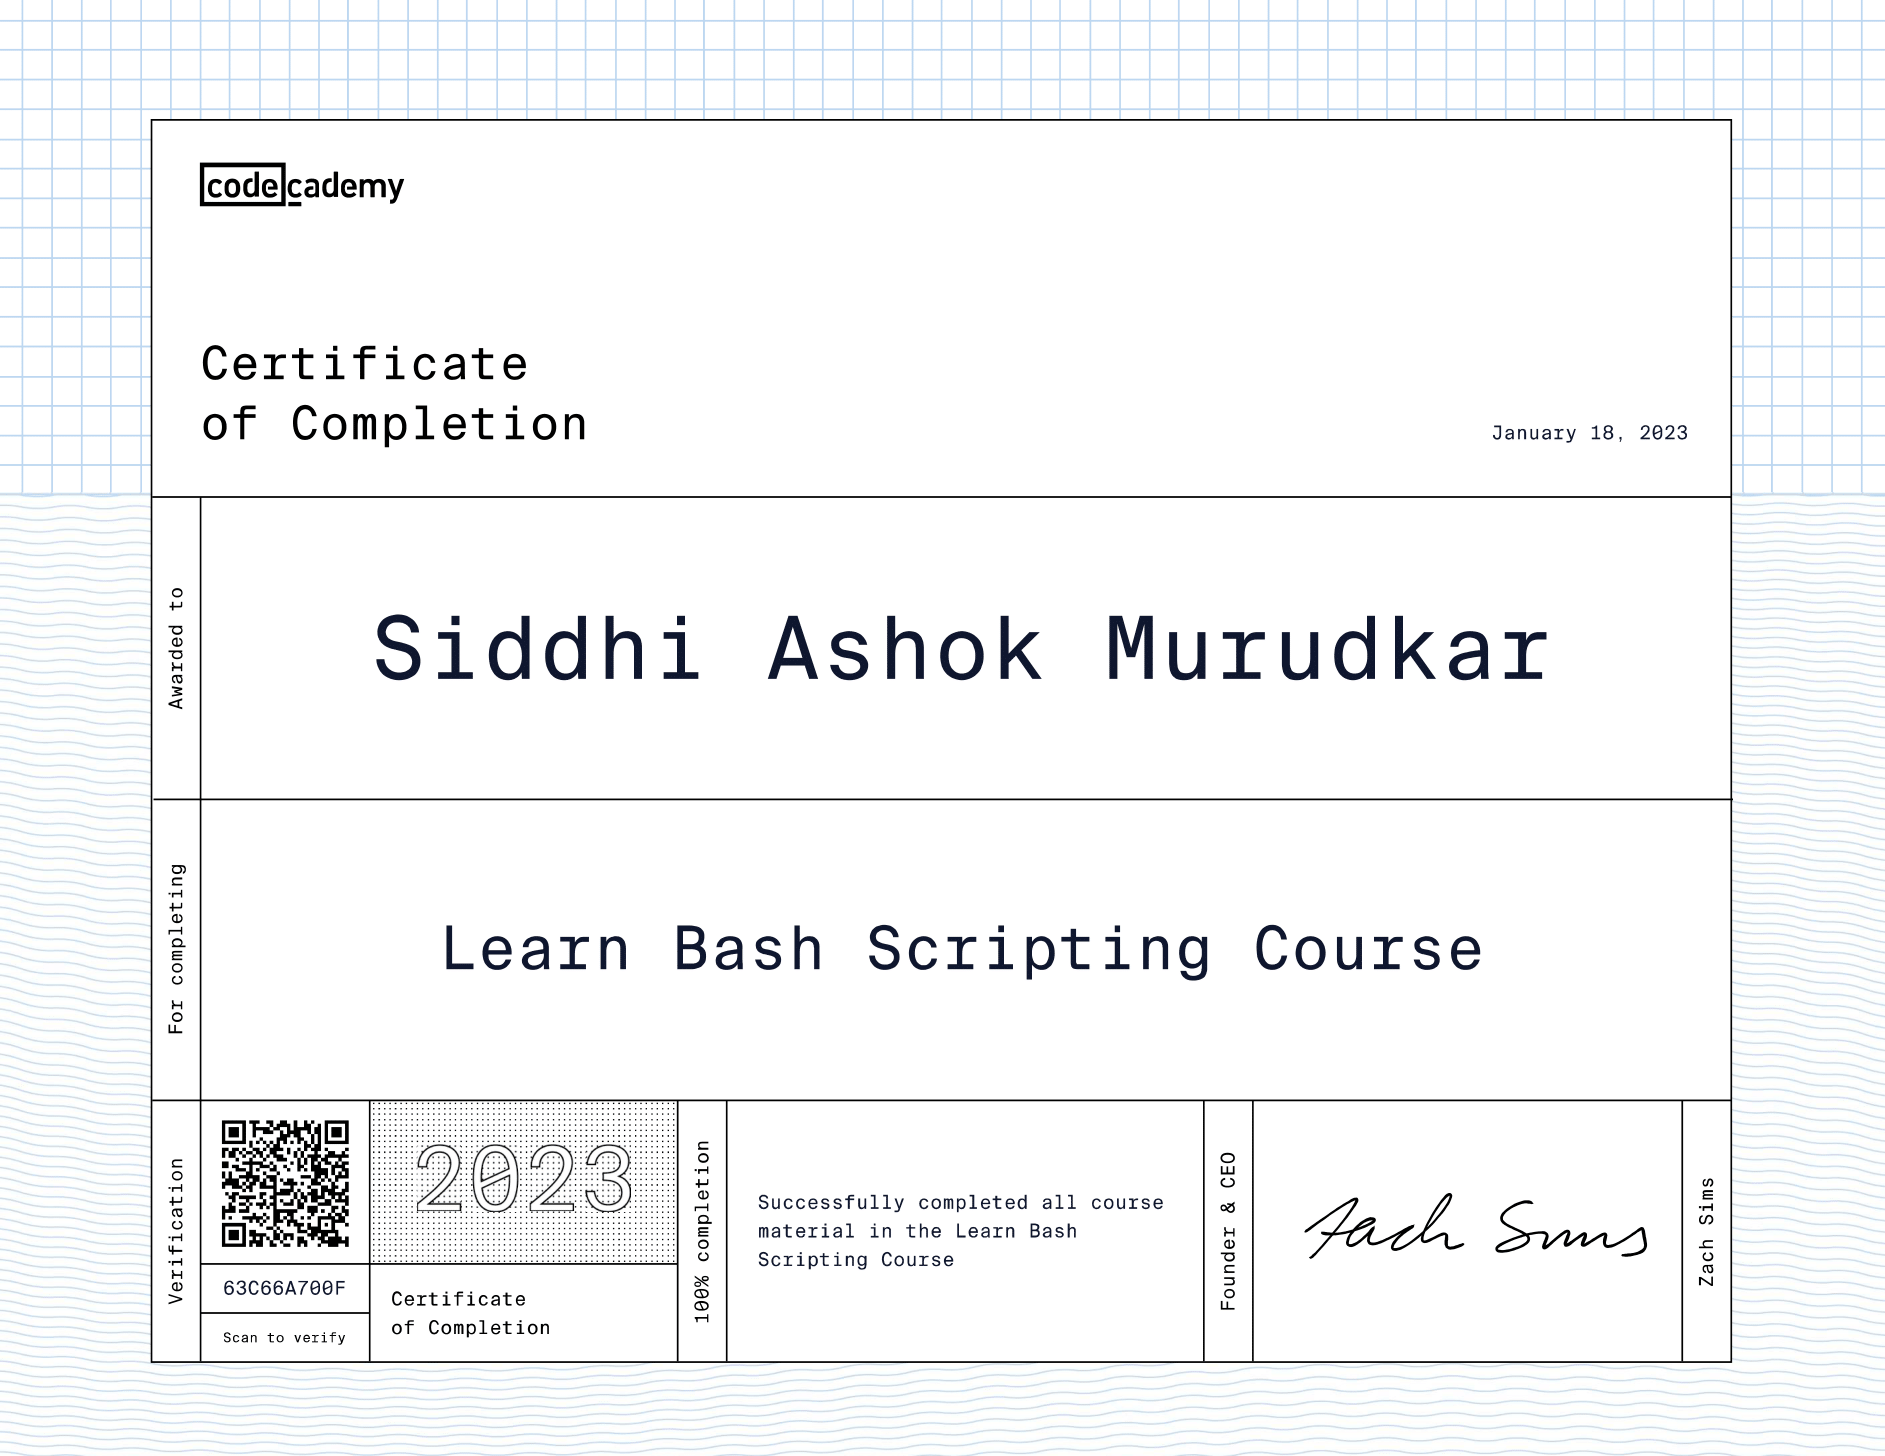 codecademy
Certificate
of Completion
January 18, 2023
Awarded to
Siddhi Ashok Murudkar
For completing
Learn Bash Scripting Course
Verification
63C66A700F
Scan to verify
2023
Certificate
of Completion
100% completion
Successfully completed all course
material in the Learn Bash
Scripting Course
Founder & CEO
Zach Sims
Zach Sims